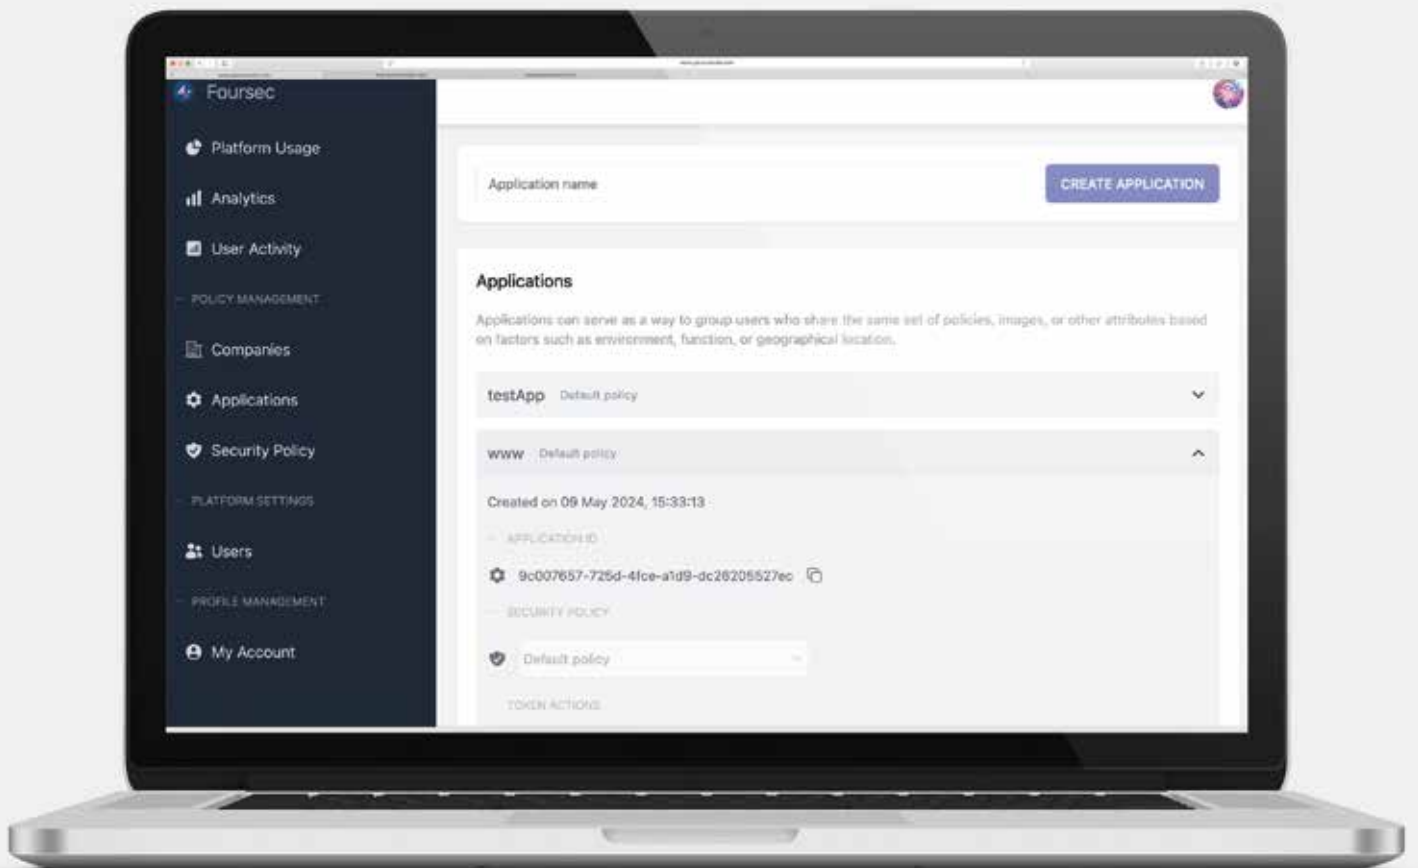 Foursec
Platform Usage
Analytics
User Activity
POLICY MANAGEMENT
Companies
Applications
Security Policy
PLATFORM SETTINGS
Users
PROFILE MANAGEMENT
My Account
Application name
CREATE APPLICATION
Applications
Applications can serve as a way to group users who share the same set of policies, images, or other attributes based
on factors such as environment, function, or geographical location.
testApp Default policy
www Default policy
Created on 09 May 2024, 15:33:13
APPLICATION ID
9c007657-725d-4fce-a1d9-dc26205527ec
SECURITY POLICY
Default policy
TOKEN ACTIONS